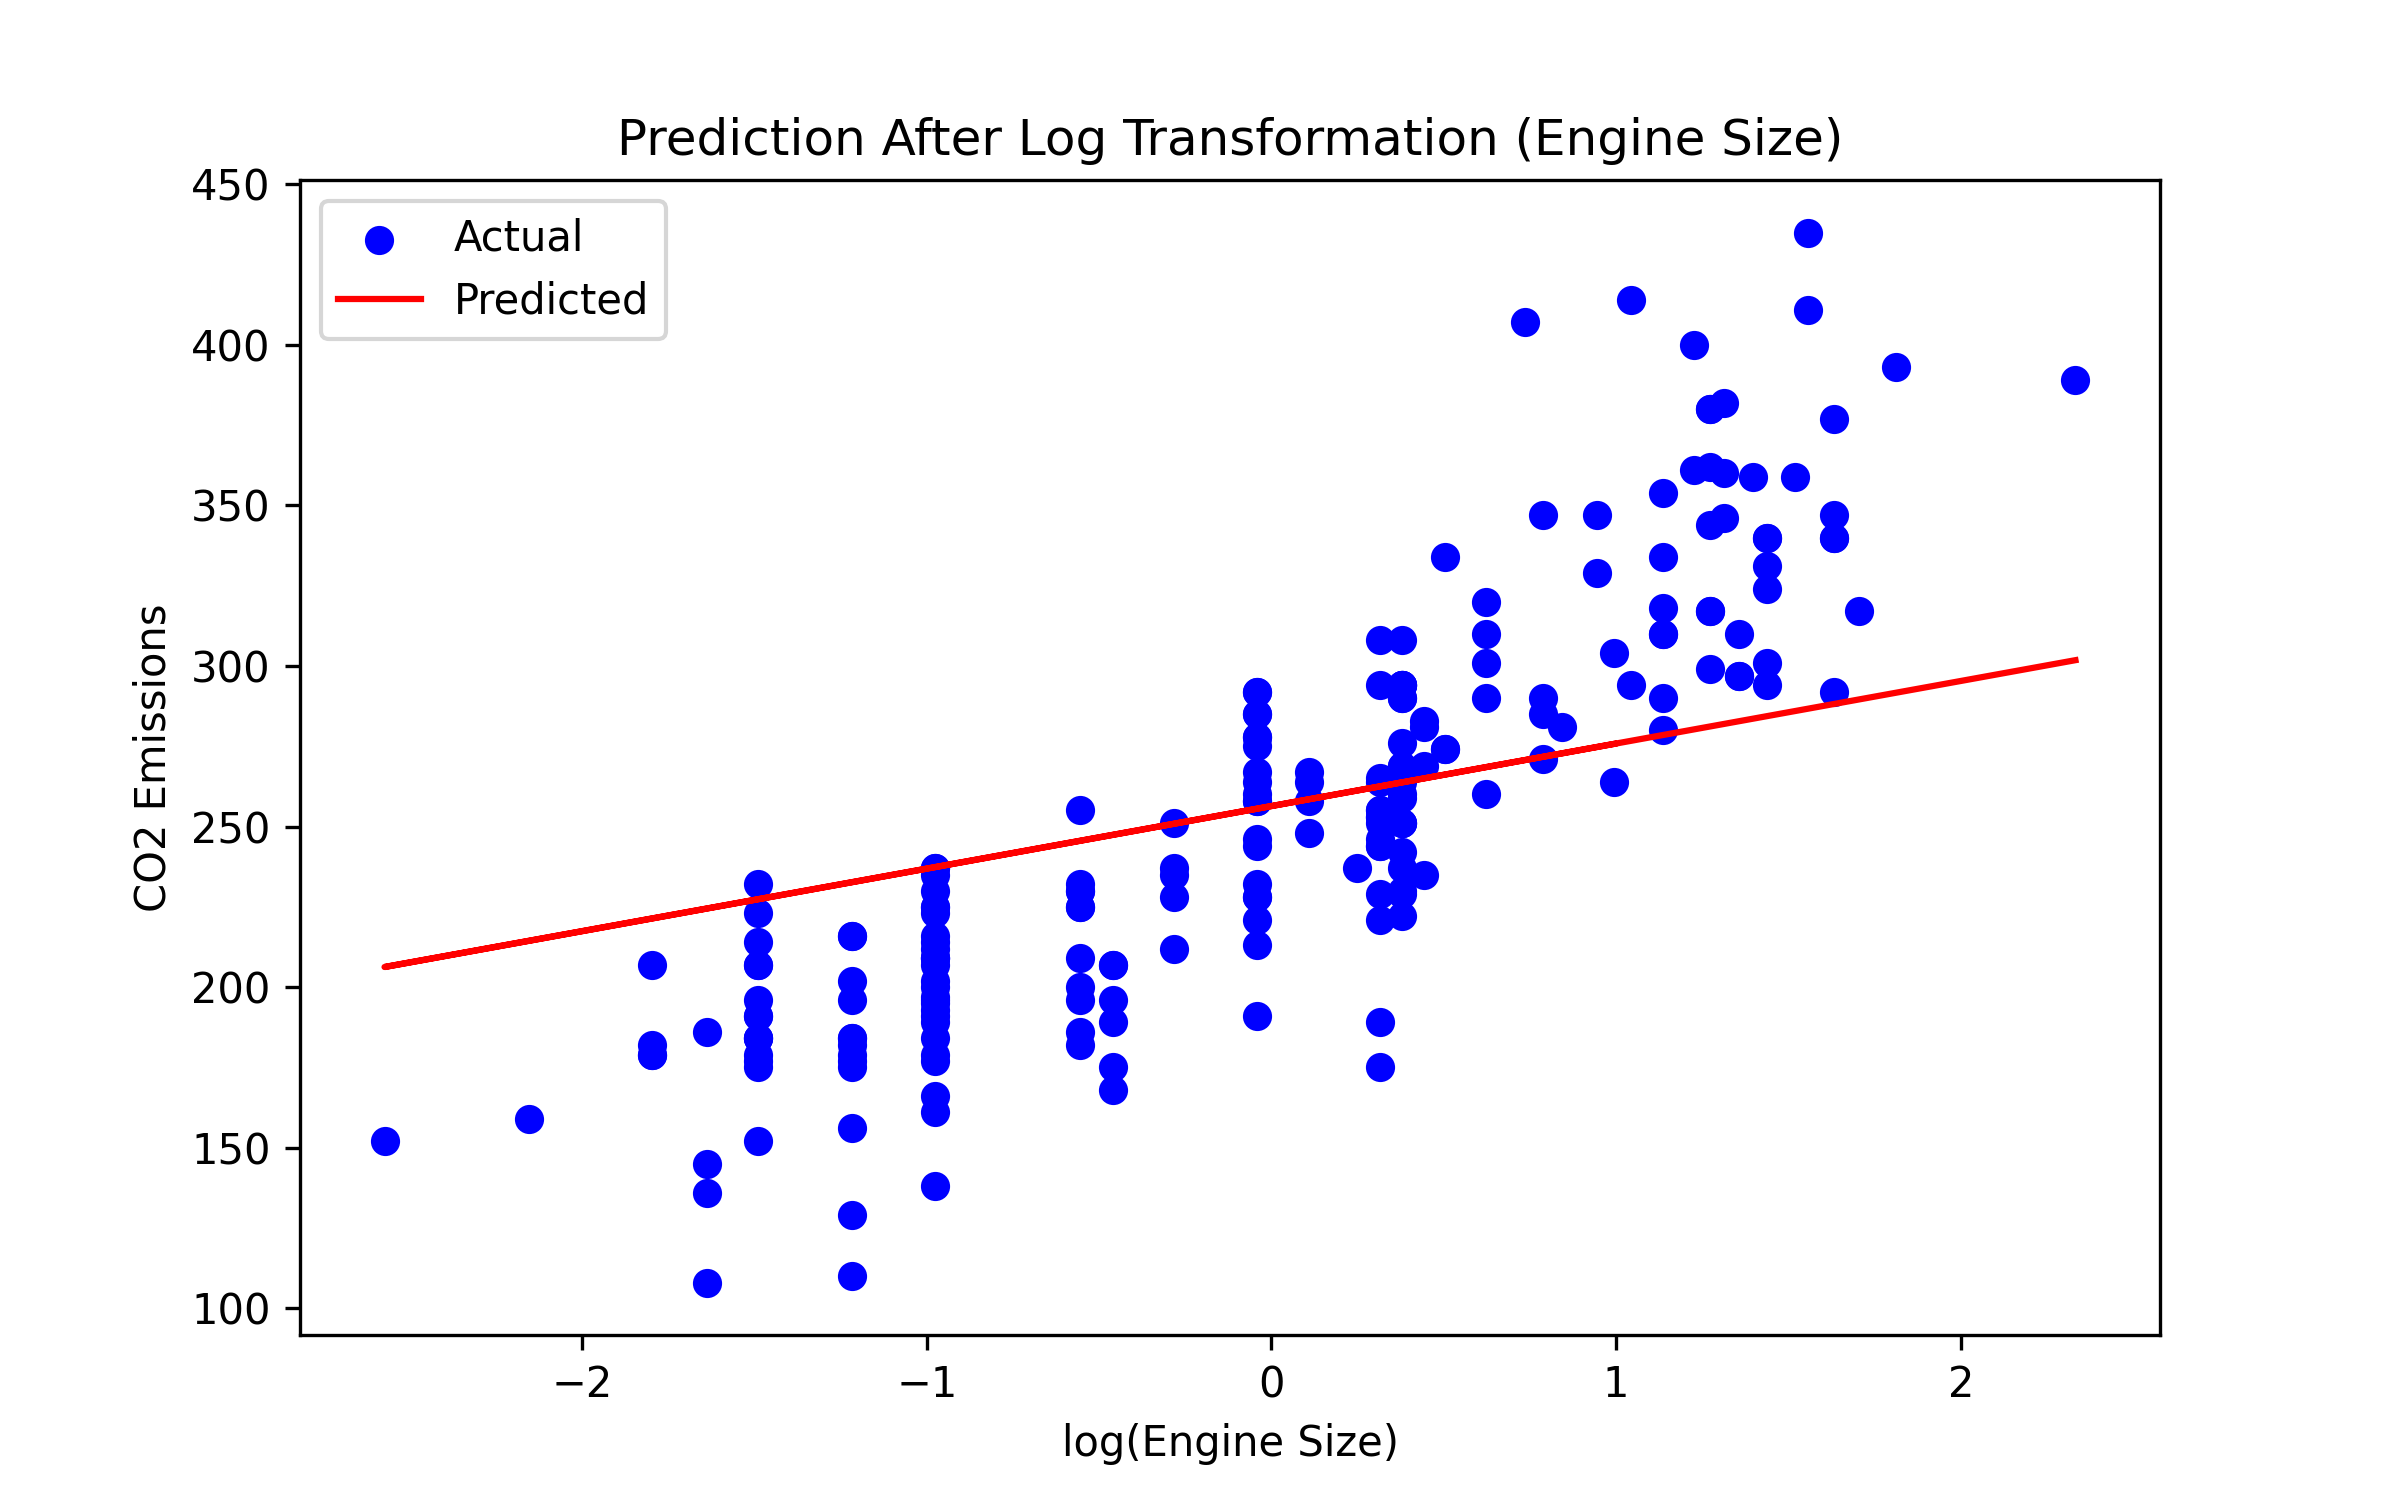 Prediction After Log Transformation (Engine Size)
450
400
350
300
250
200
150
100
Actual
Predicted
CO2 Emissions
−2
−1
0
1
2
log(Engine Size)